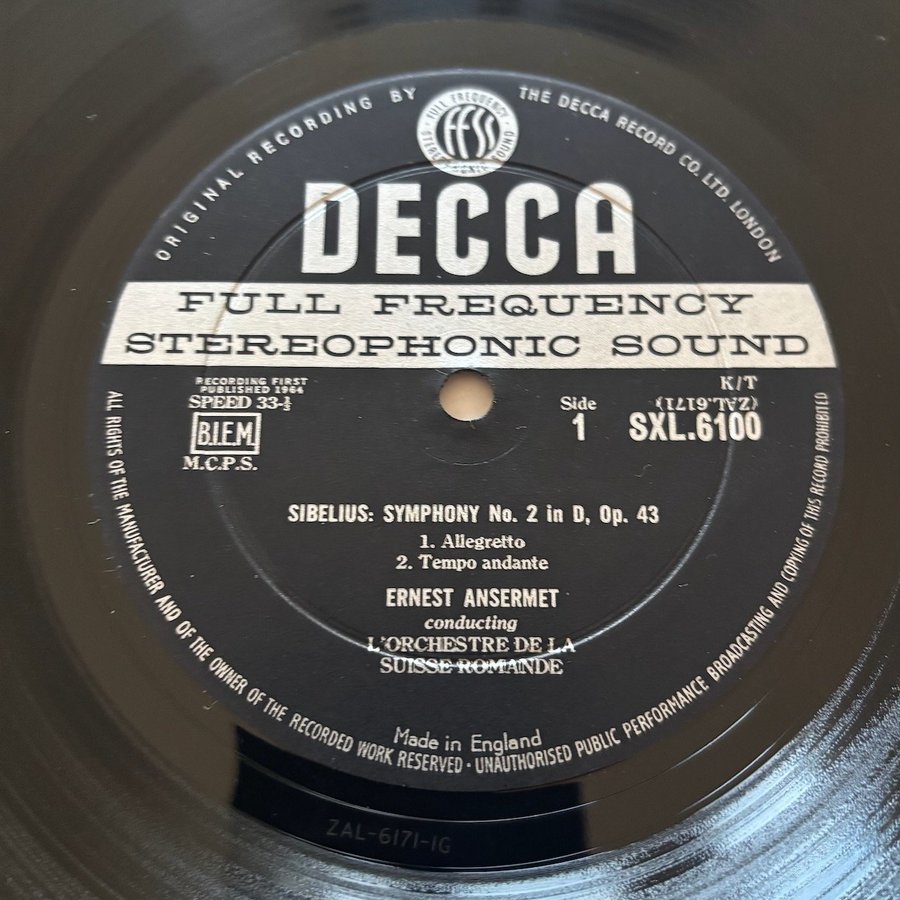 ORIGINAL RECORDING BY THE DECCA RECORD CO. LTD. LONDON
FULL FREQUENCY STEREOPHONIC SOUND
FFSS
DECCA
FULL FREQUENCY
STEREOPHONIC SOUND
RECORDING FIRST
PUBLISHED 1964
SPEED 33-⅓
B.I.E.M.
M.C.P.S.
Side
1
K/T
(ZAL.6171)
SXL.6100
SIBELIUS: SYMPHONY No. 2 in D, Op. 43
1. Allegretto
2. Tempo andante
ERNEST ANSERMET
conducting
L'ORCHESTRE DE LA
SUISSE ROMANDE
Made in England
ALL RIGHTS OF THE MANUFACTURER AND OF THE OWNER OF THE RECORDED WORK RESERVED · UNAUTHORISED PUBLIC PERFORMANCE BROADCASTING AND COPYING OF THIS RECORD PROHIBITED
ZAL-6171-1G